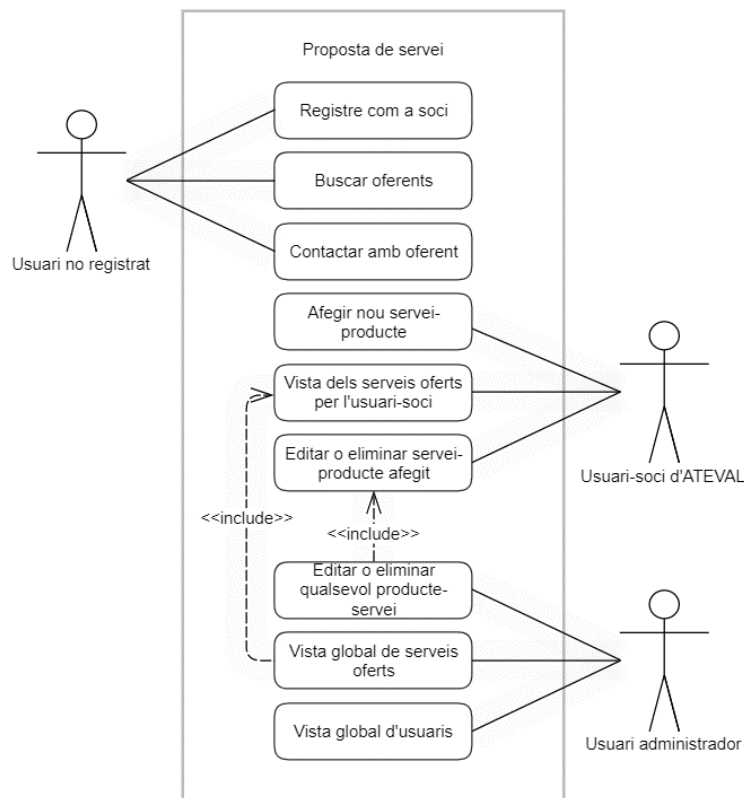 Proposta de servei
Registre com a soci
Buscar oferents
Contactar amb oferent
Usuari no registrat
Afegir nou servei-
producte
Vista dels serveis oferts
per l'usuari-soci
Editar o eliminar servei-
producte afegit
Usuari-soci d'ATEVAL
<<include>>
<<include>>
Editar o eliminar
qualsevol producte-
servei
Vista global de serveis
oferts
Vista global d'usuaris
Usuari administrador